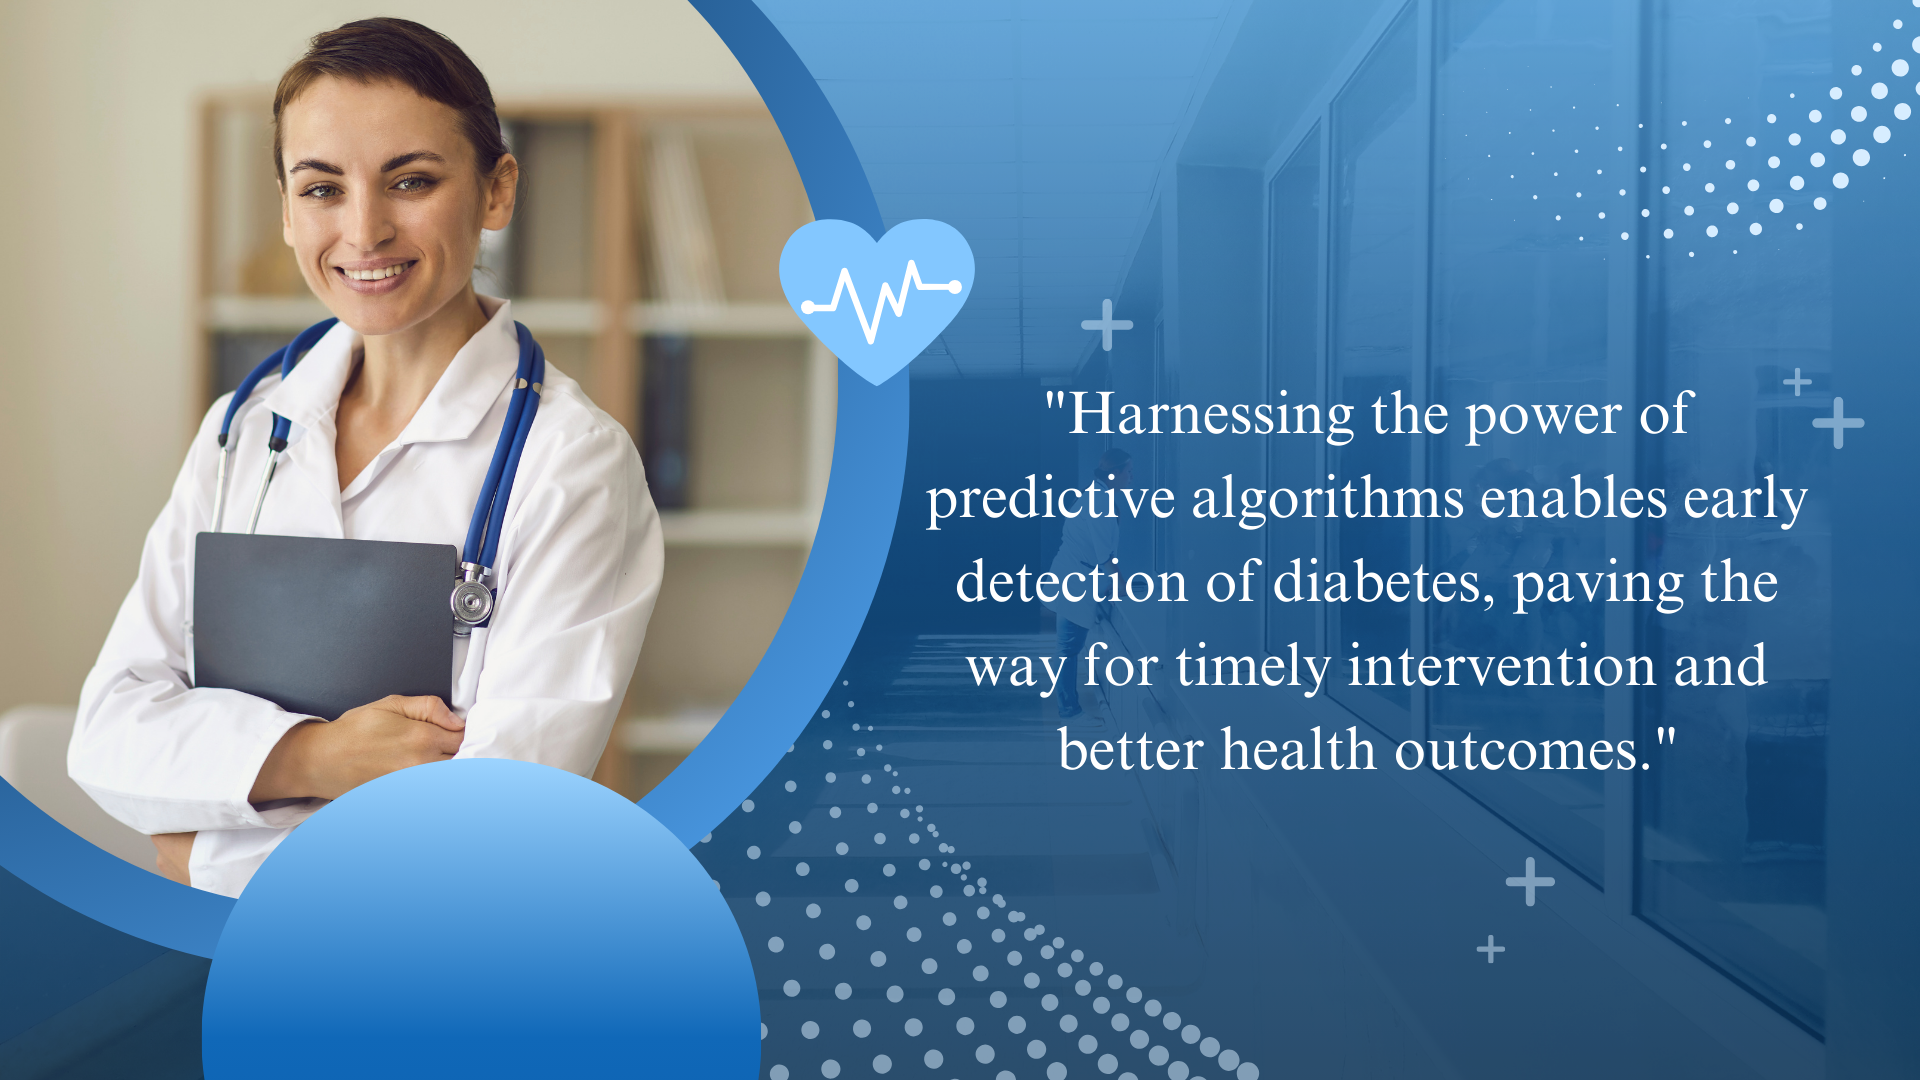 "Harnessing the power of
predictive algorithms enables early
detection of diabetes, paving the
way for timely intervention and
better health outcomes."